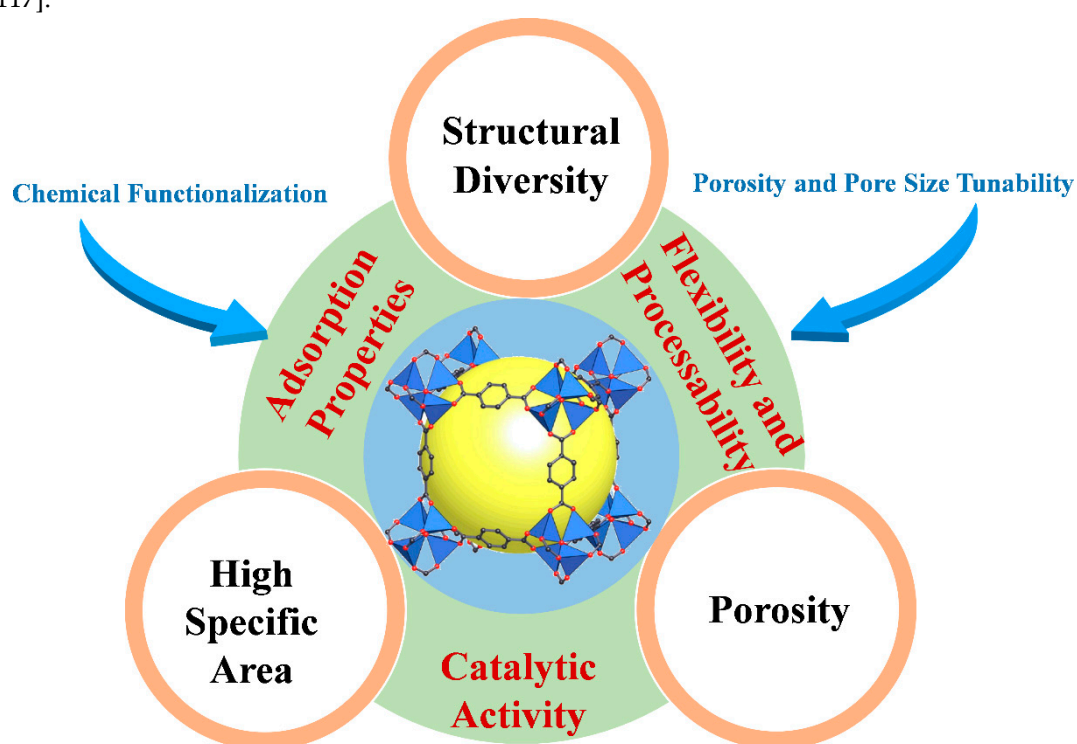 117].
Structural
Diversity
Chemical Functionalization
Porosity and Pore Size Tunability
Adsorption
Properties
Flexibility and
Processability
High
Specific
Area
Porosity
Catalytic
Activity